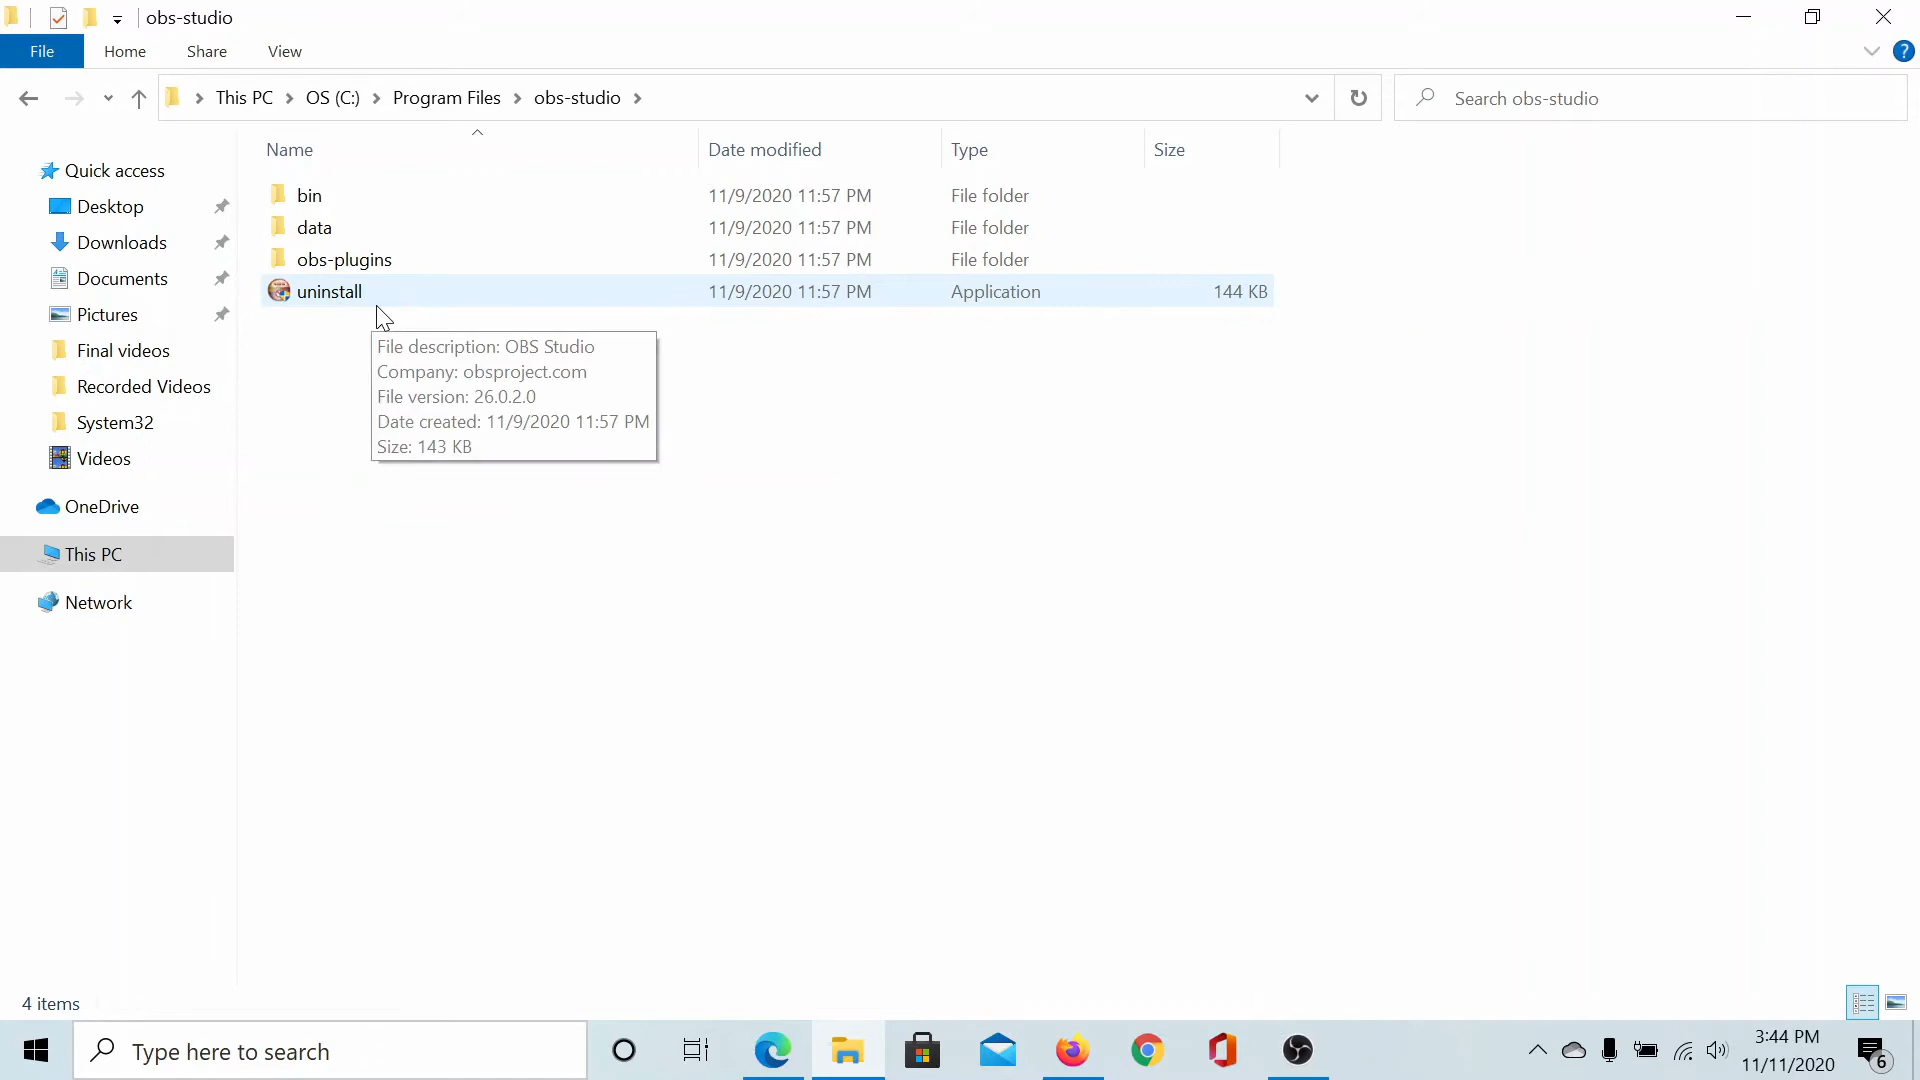 obs-studio
File Home Share View
This PC OS (C:) Program Files obs-studio
Search obs-studio
Name Date modified Type Size
Quick access
Desktop
Downloads
Documents
Pictures
Final videos
Recorded Videos
System32
Videos
OneDrive
This PC
Network
bin 11/9/2020 11:57 PM File folder
data 11/9/2020 11:57 PM File folder
obs-plugins 11/9/2020 11:57 PM File folder
uninstall 11/9/2020 11:57 PM Application 144 KB
File description: OBS Studio
Company: obsproject.com
File version: 26.0.2.0
Date created: 11/9/2020 11:57 PM
Size: 143 KB
4 items
Type here to search
3:44 PM
11/11/2020
6